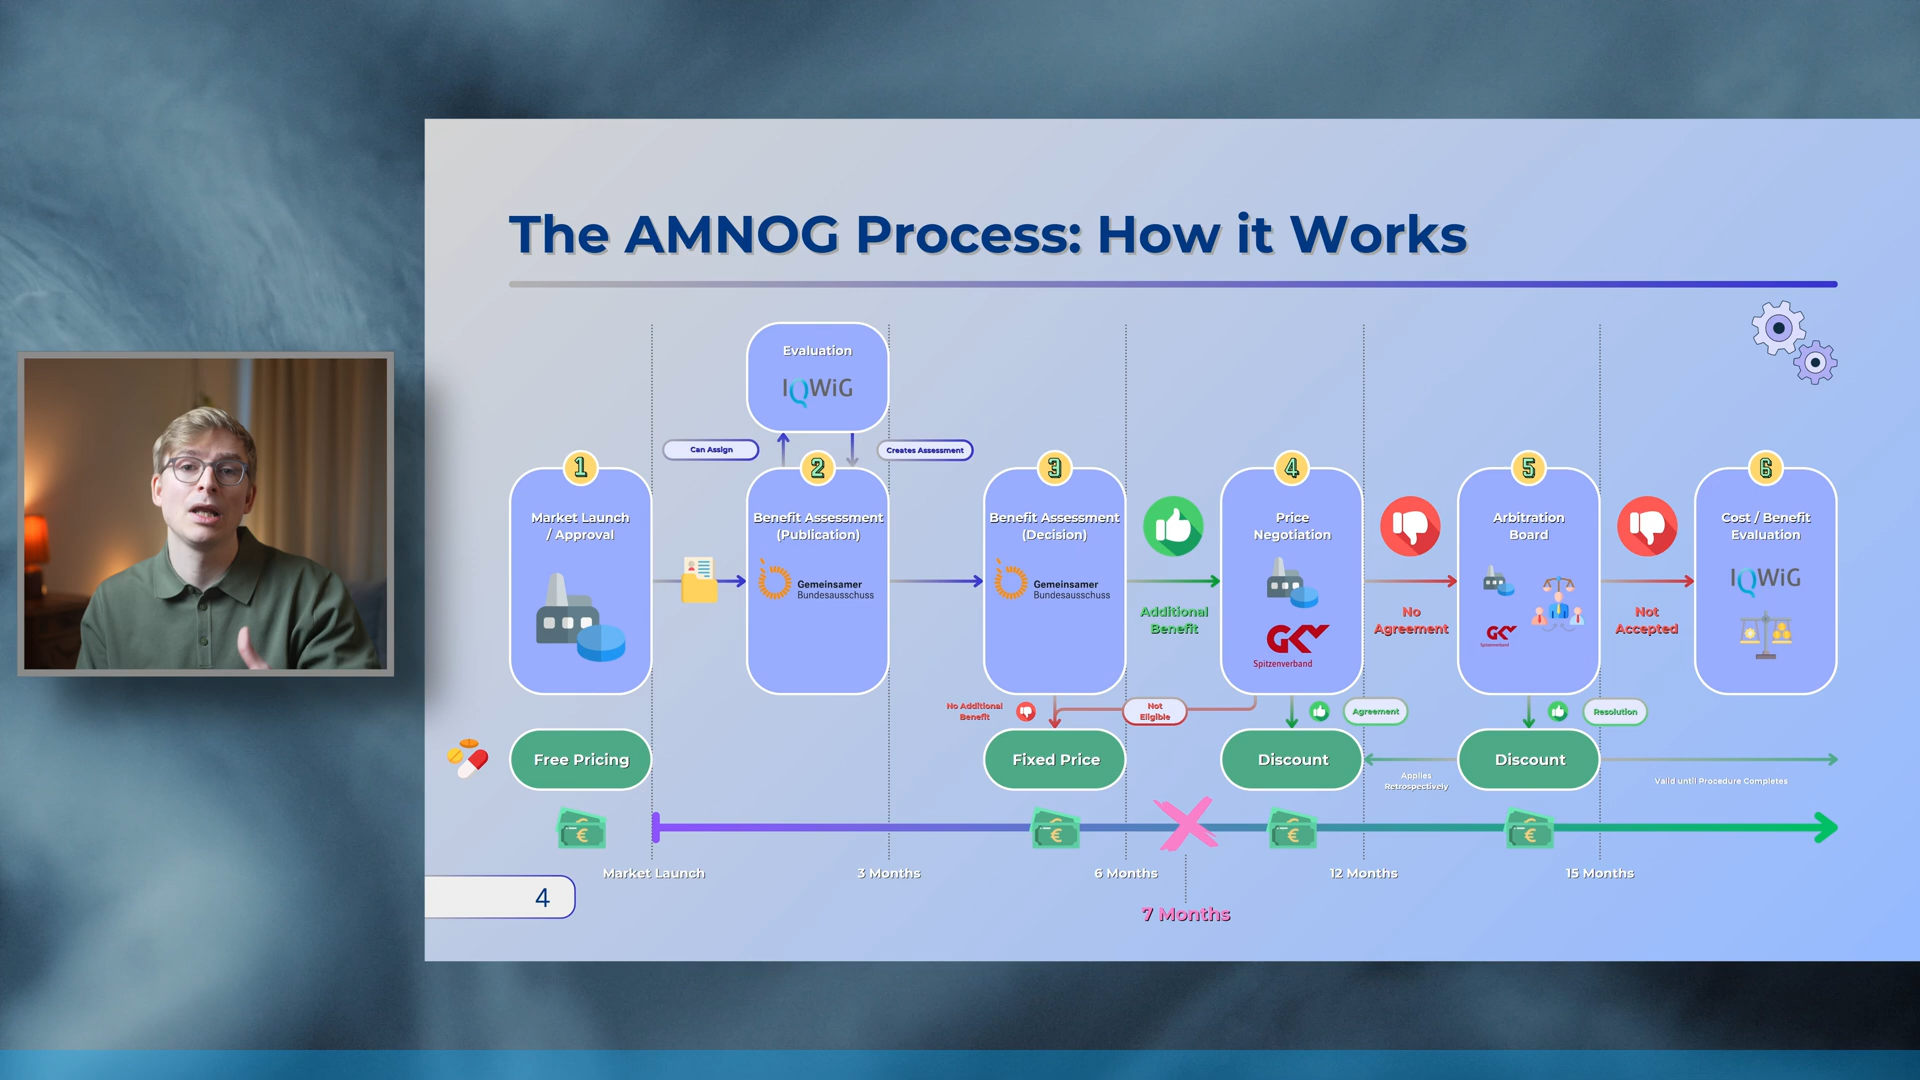 The AMNOG Process: How it Works
Evaluation
IQWiG
Can Assign
Creates Assessment
1
Market Launch
/ Approval
2
Benefit Assessment
(Publication)
Gemeinsamer
Bundesausschuss
3
Benefit Assessment
(Decision)
Gemeinsamer
Bundesausschuss
Additional
Benefit
4
Price
Negotiation
GKV
Spitzenverband
No
Agreement
5
Arbitration
Board
GKV
Spitzenverband
Not
Accepted
6
Cost / Benefit
Evaluation
IQWiG
No Additional
Benefit
Not
Eligible
Agreement
Resolution
Free Pricing
Fixed Price
Discount
Applies
Retrospectively
Discount
Valid until Procedure Completes
€
€
€
€
Market Launch
3 Months
6 Months
12 Months
15 Months
7 Months
4